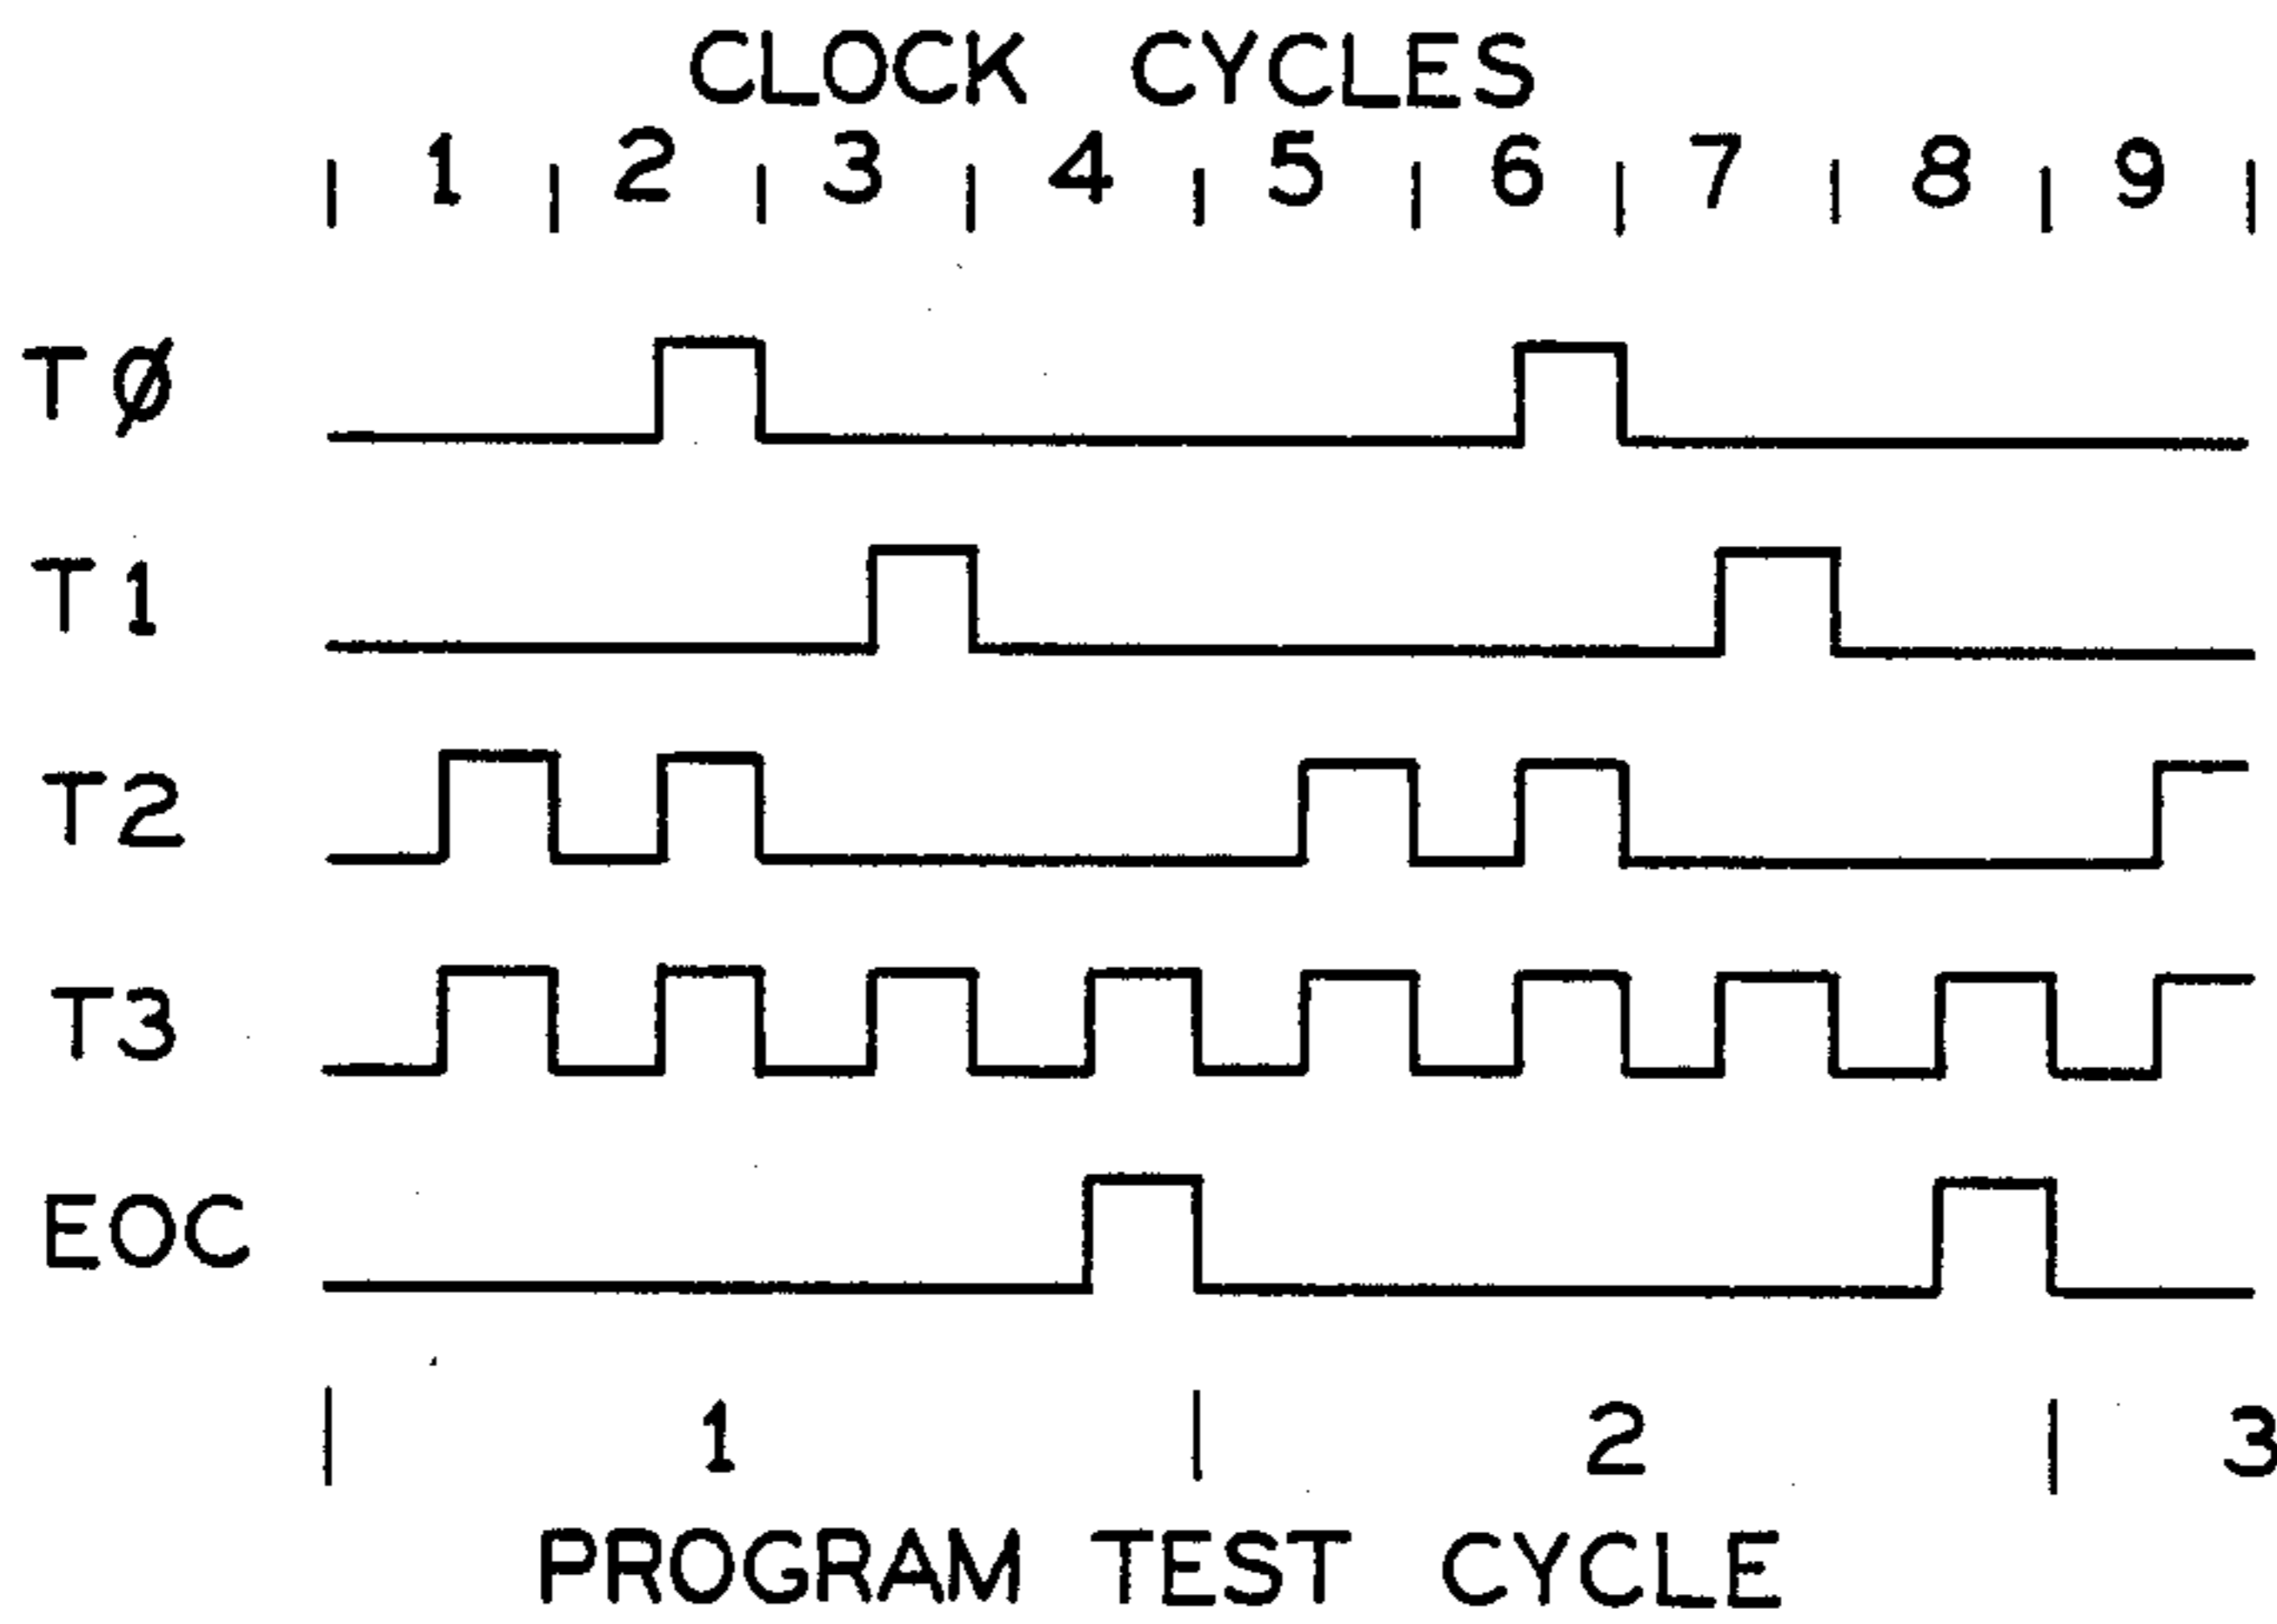 CLOCK CYCLES
1 2 3 4 5 6 7 8 9
TØ
T1
T2
T3
EOC
1 2 3
PROGRAM TEST CYCLE